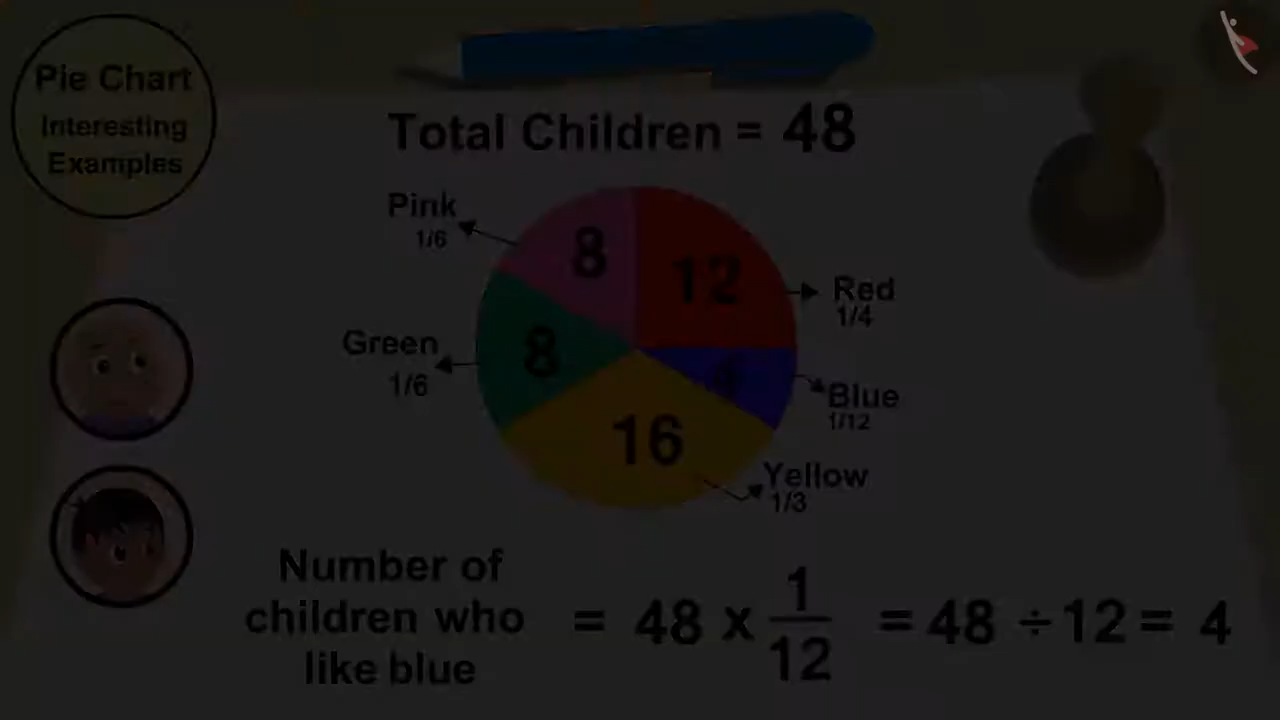 Pie Chart
Interesting
Examples
Total Children = 48
Pink
1/6
8
12
Red
1/4
Green
1/6
8
4
Blue
1/12
16
Yellow
1/3
Number of
children who
like blue
= 48 x 1/12 = 48 ÷ 12 = 4